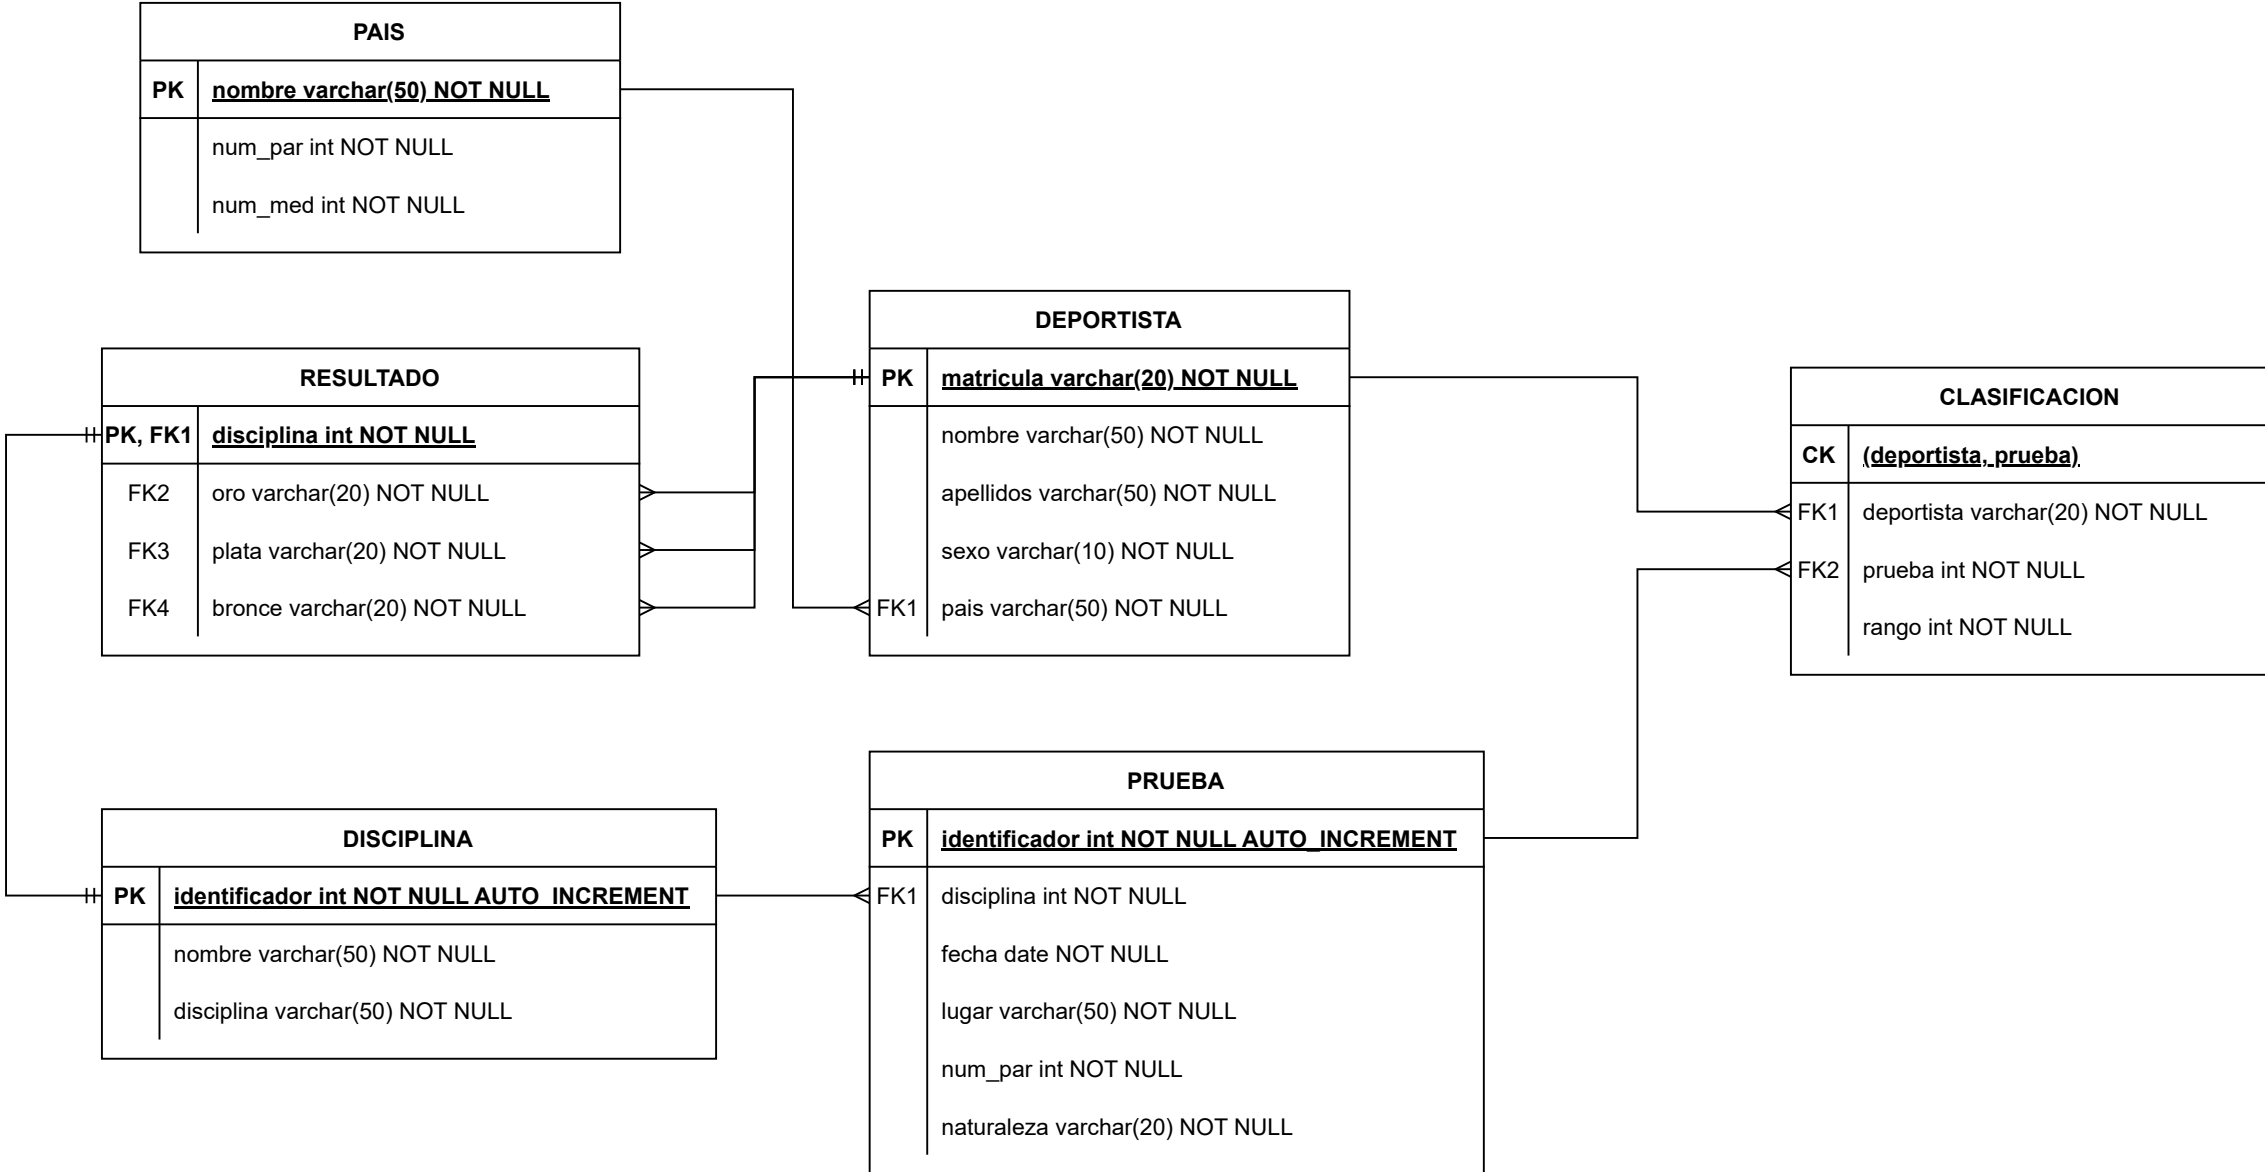 PAIS
PK nombre varchar(50) NOT NULL
num_par int NOT NULL
num_med int NOT NULL
DEPORTISTA
PK matricula varchar(20) NOT NULL
nombre varchar(50) NOT NULL
apellidos varchar(50) NOT NULL
sexo varchar(10) NOT NULL
FK1 pais varchar(50) NOT NULL
RESULTADO
PK, FK1 disciplina int NOT NULL
FK2 oro varchar(20) NOT NULL
FK3 plata varchar(20) NOT NULL
FK4 bronce varchar(20) NOT NULL
CLASIFICACION
CK (deportista, prueba)
FK1 deportista varchar(20) NOT NULL
FK2 prueba int NOT NULL
rango int NOT NULL
DISCIPLINA
PK identificador int NOT NULL AUTO_INCREMENT
nombre varchar(50) NOT NULL
disciplina varchar(50) NOT NULL
PRUEBA
PK identificador int NOT NULL AUTO_INCREMENT
FK1 disciplina int NOT NULL
fecha date NOT NULL
lugar varchar(50) NOT NULL
num_par int NOT NULL
naturaleza varchar(20) NOT NULL